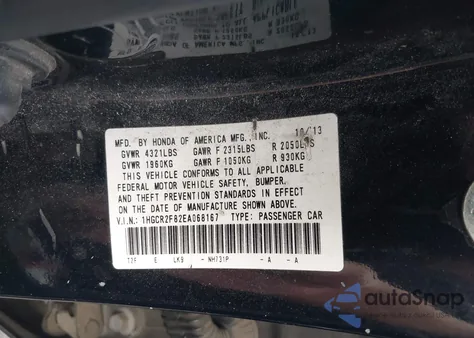 MFD. BY HONDA OF AMERICA MFG., INC. 10/13
GVWR 4321LBS GAWR F 2315LBS R 2050LBS
GVWR 1960KG GAWR F 1050KG R 930KG
THIS VEHICLE CONFORMS TO ALL APPLICABLE
FEDERAL MOTOR VEHICLE SAFETY, BUMPER,
AND THEFT PREVENTION STANDARDS IN EFFECT
ON THE DATE OF MANUFACTURE SHOWN ABOVE.
V.I.N.: 1HGCR2F82EA068167 TYPE: PASSENGER CAR
T2F E LK9 - NH731P - A - A
autoSnap